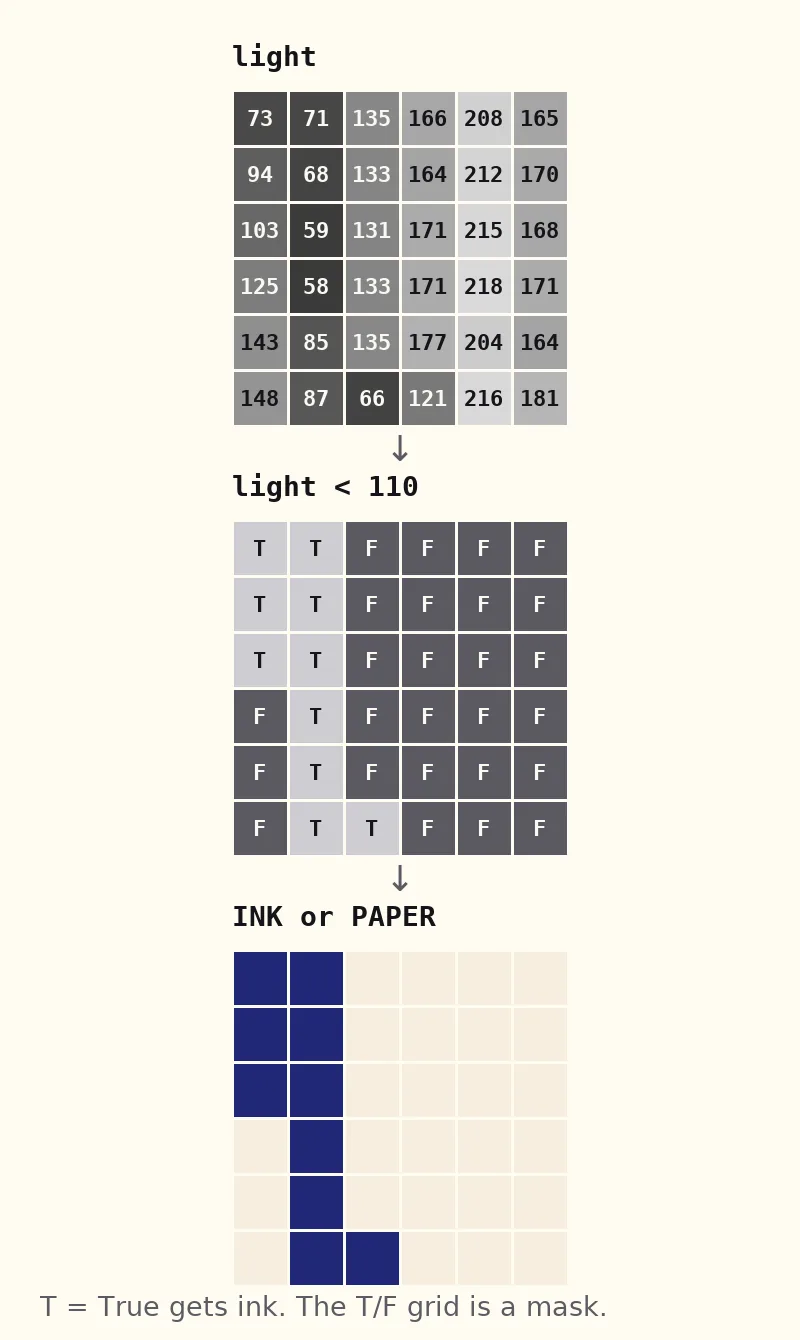 light
73 71 135 166 208 165
94 68 133 164 212 170
103 59 131 171 215 168
125 58 133 171 218 171
143 85 135 177 204 164
148 87 66 121 216 181
↓
light < 110
T T F F F F
T T F F F F
T T F F F F
F T F F F F
F T F F F F
F T T F F F
↓
INK or PAPER
T = True gets ink. The T/F grid is a mask.